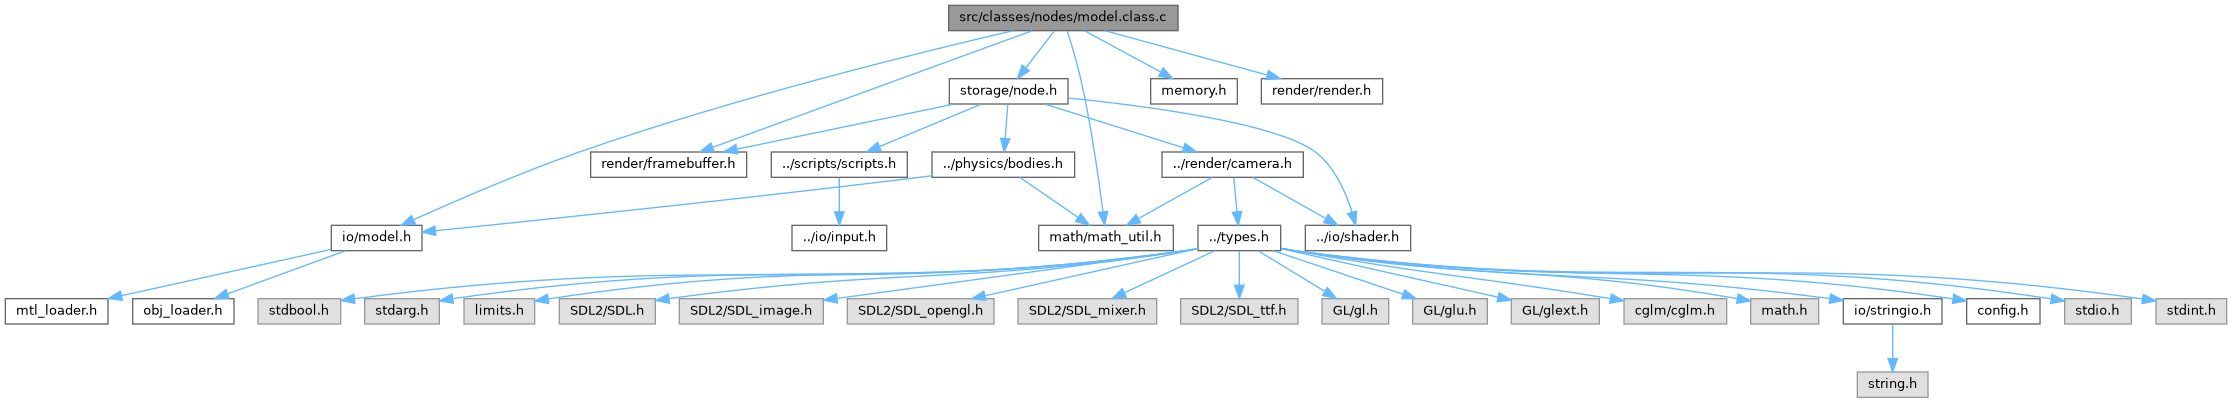 src/classes/nodes/model.class.c
storage/node.h
memory.h
render/render.h
render/framebuffer.h
../scripts/scripts.h
../physics/bodies.h
../render/camera.h
io/model.h
../io/input.h
math/math_util.h
../types.h
../io/shader.h
mtl_loader.h
obj_loader.h
stdbool.h
stdarg.h
limits.h
SDL2/SDL.h
SDL2/SDL_image.h
SDL2/SDL_opengl.h
SDL2/SDL_mixer.h
SDL2/SDL_ttf.h
GL/gl.h
GL/glu.h
GL/glext.h
cglm/cglm.h
math.h
io/stringio.h
config.h
stdio.h
stdint.h
string.h